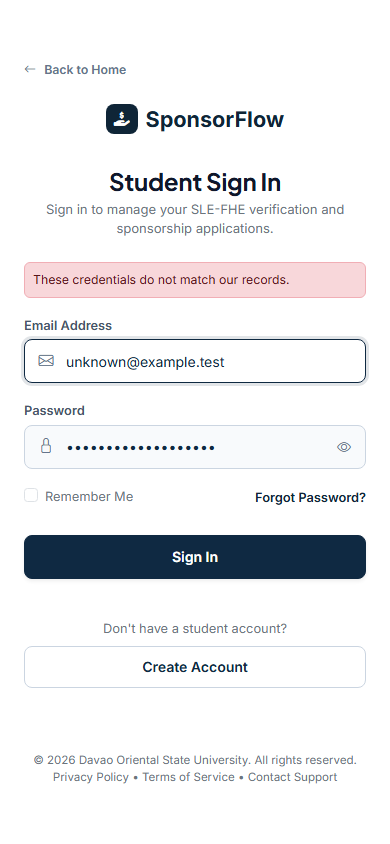 ← Back to Home
SponsorFlow
Student Sign In
Sign in to manage your SLE-FHE verification and
sponsorship applications.
These credentials do not match our records.
Email Address
unknown@example.test
Password
•••••••••••••••••••
Remember Me
Forgot Password?
Sign In
Don't have a student account?
Create Account
© 2026 Davao Oriental State University. All rights reserved.
Privacy Policy • Terms of Service • Contact Support